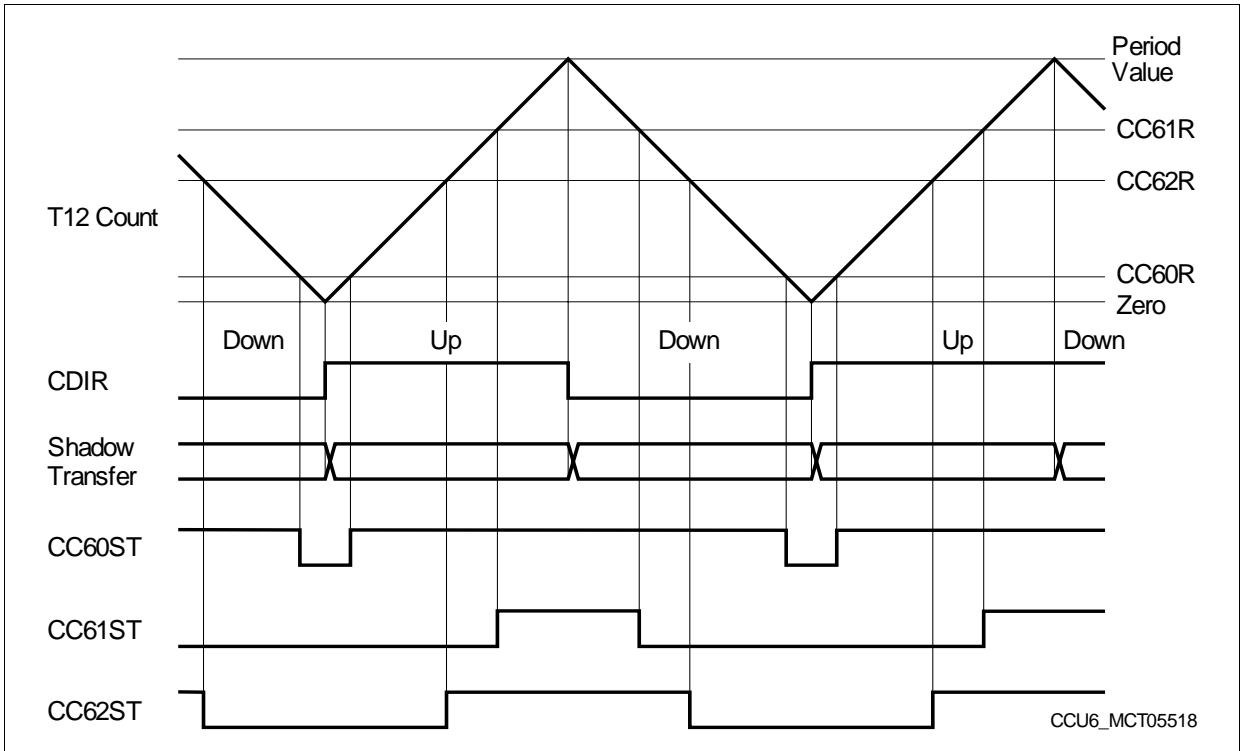 Period
Value
CC61R
CC62R
T12 Count
CC60R
Zero
Down
Up
Down
Up
Down
CDIR
Shadow
Transfer
CC60ST
CC61ST
CC62ST
CCU6_MCT05518